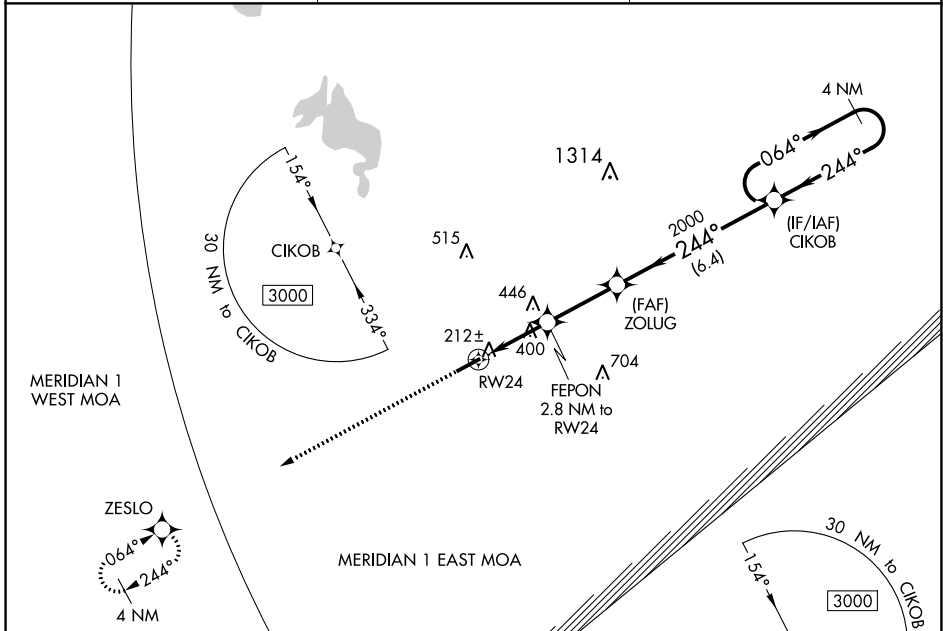 4 NM
064°
244°
1314
(IF/IAF)
CIKOB
2000
244°
(6.4)
154°
CIKOB
30 NM to CIKOB
3000
334°
515
446
(FAF)
ZOLUG
212±
400
704
RW24
FEPON
2.8 NM to
RW24
MERIDIAN 1
WEST MOA
ZESLO
064°
244°
4 NM
MERIDIAN 1 EAST MOA
30 NM to CIKOB
154°
3000